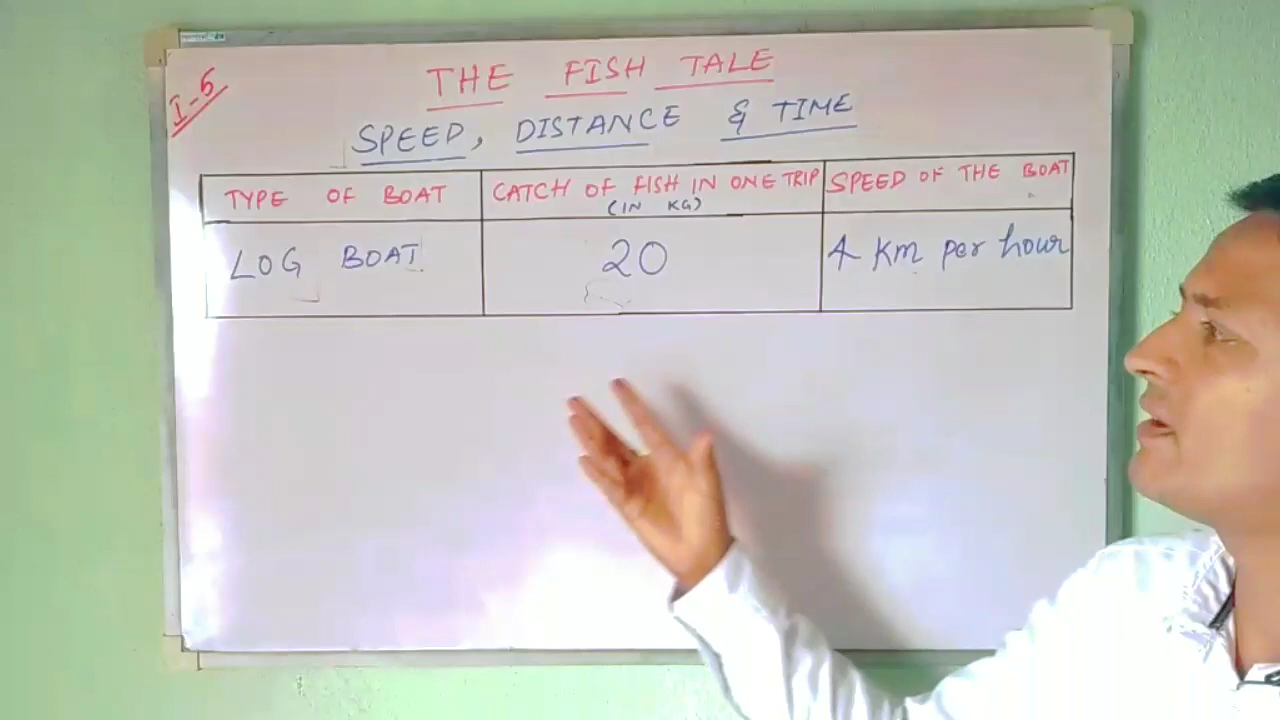 I-5
THE FISH TALE
SPEED, DISTANCE & TIME
TYPE OF BOAT
CATCH OF FISH IN ONE TRIP
(IN KG)
SPEED OF THE BOAT
LOG BOAT
20
4 Km per hour